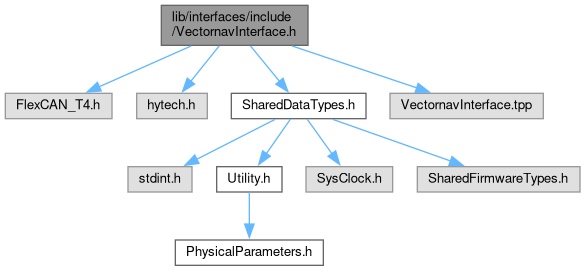 lib/interfaces/include
/VectornavInterface.h
FlexCAN_T4.h
hytech.h
SharedDataTypes.h
VectornavInterface.tpp
stdint.h
Utility.h
SysClock.h
SharedFirmwareTypes.h
PhysicalParameters.h